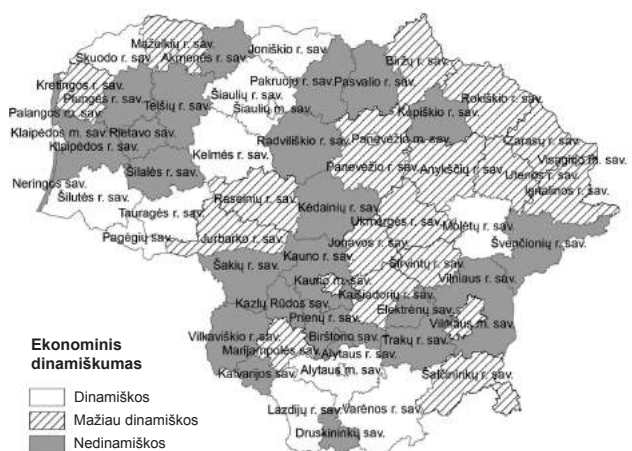 Mažeikių r. sav.
Skuodo r. sav.
Akmenės r. sav.
Joniškio r. sav.
Biržų r. sav.
Kretingos r. sav.
Plungės r. sav.
Palangos m. sav.
Telšių r. sav.
Šiaulių r. sav.
Šiaulių m. sav.
Pakruojo r. sav.
Pasvalio r. sav.
Rokiškio r. sav.
Kupiškio r. sav.
Klaipėdos m. sav.
Rietavo sav.
Klaipėdos r. sav.
Radviliškio r. sav.
Panevėžio m. sav.
Zarasų r. sav.
Kelmės r. sav.
Šilalės r. sav.
Panevėžio r. sav.
Anykščių r. sav.
Visagino m. sav.
Utenos r. sav.
Ignalinos r. sav.
Neringos sav.
Šilutės r. sav.
Raseinių r. sav.
Kėdainių r. sav.
Tauragės r. sav.
Ukmergės r. sav.
Molėtų r. sav.
Pagėgių sav.
Jurbarko r. sav.
Jonavos r. sav.
Švenčionių r. sav.
Kauno r. sav.
Širvintų r. sav.
Šakių r. sav.
Kauno m. sav.
Vilniaus r. sav.
Kaišiadorių r. sav.
Kazlų Rūdos sav.
Elektrėnų sav.
Prienų r. sav.
Vilniaus m. sav.
Vilkaviškio r. sav.
Birštono sav.
Trakų r. sav.
Marijampolės sav.
Alytaus r. sav.
Kalvarijos sav.
Alytaus m. sav.
Šalčininkų r. sav.
Lazdijų r. sav.
Varėnos r. sav.
Druskininkų sav.
Ekonominis
dinamiškumas
Dinamiškos
Mažiau dinamiškos
Nedinamiškos